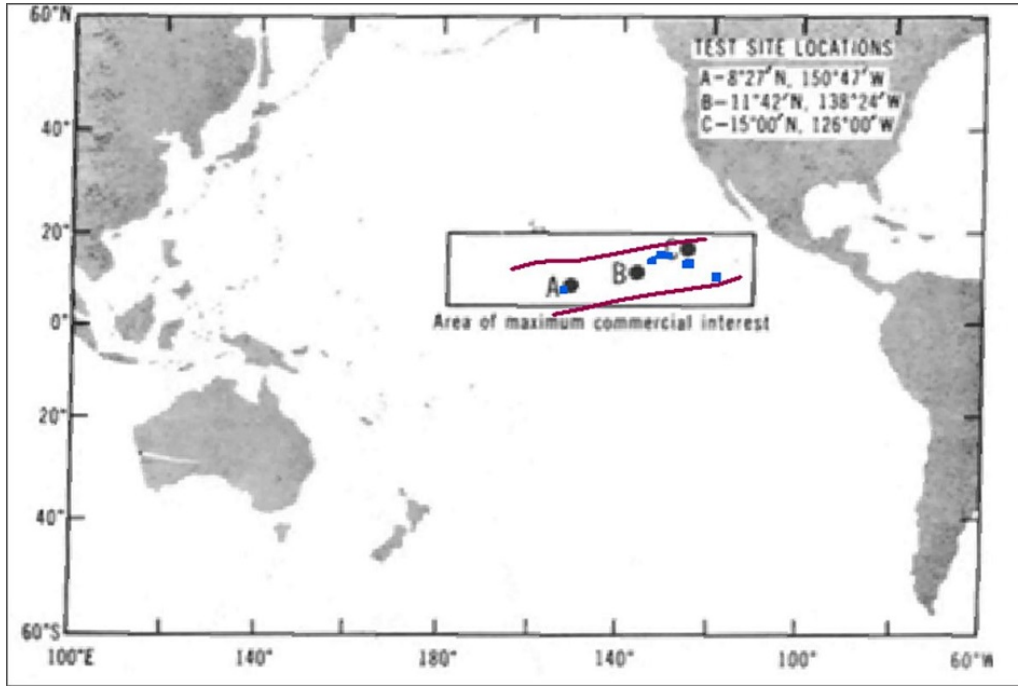 60°N
TEST SITE LOCATIONS
A-8°27′N, 150°47′W
B-11°42′N, 138°24′W
C-15°00′N, 126°00′W
40°
20°
C
B
A
Area of maximum commercial interest
0°
20°
40°
60°S
100°E 140° 180° 140° 100° 60°W